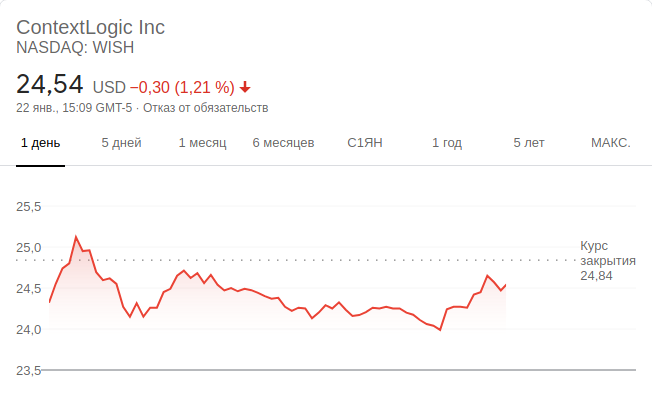 ContextLogic Inc
NASDAQ: WISH
24,54 USD −0,30 (1,21 %)
22 янв., 15:09 GMT-5 · Отказ от обязательств
1 день 5 дней 1 месяц 6 месяцев С1ЯН 1 год 5 лет МАКС.
25,5
25,0
24,5
24,0
23,5
Курс
закрытия
24,84